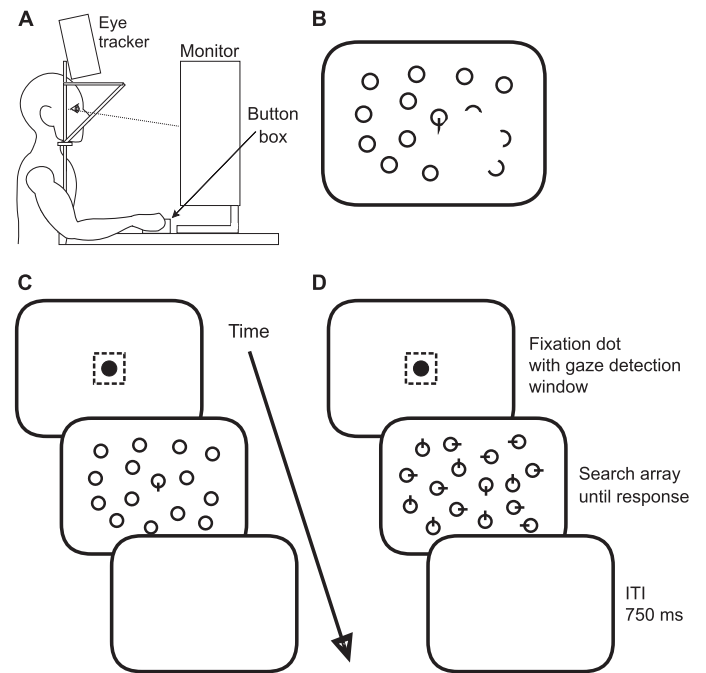 A
Eye
tracker
Monitor
Button
box
B
C
Time
D
Fixation dot
with gaze detection
window
Search array
until response
ITI
750 ms